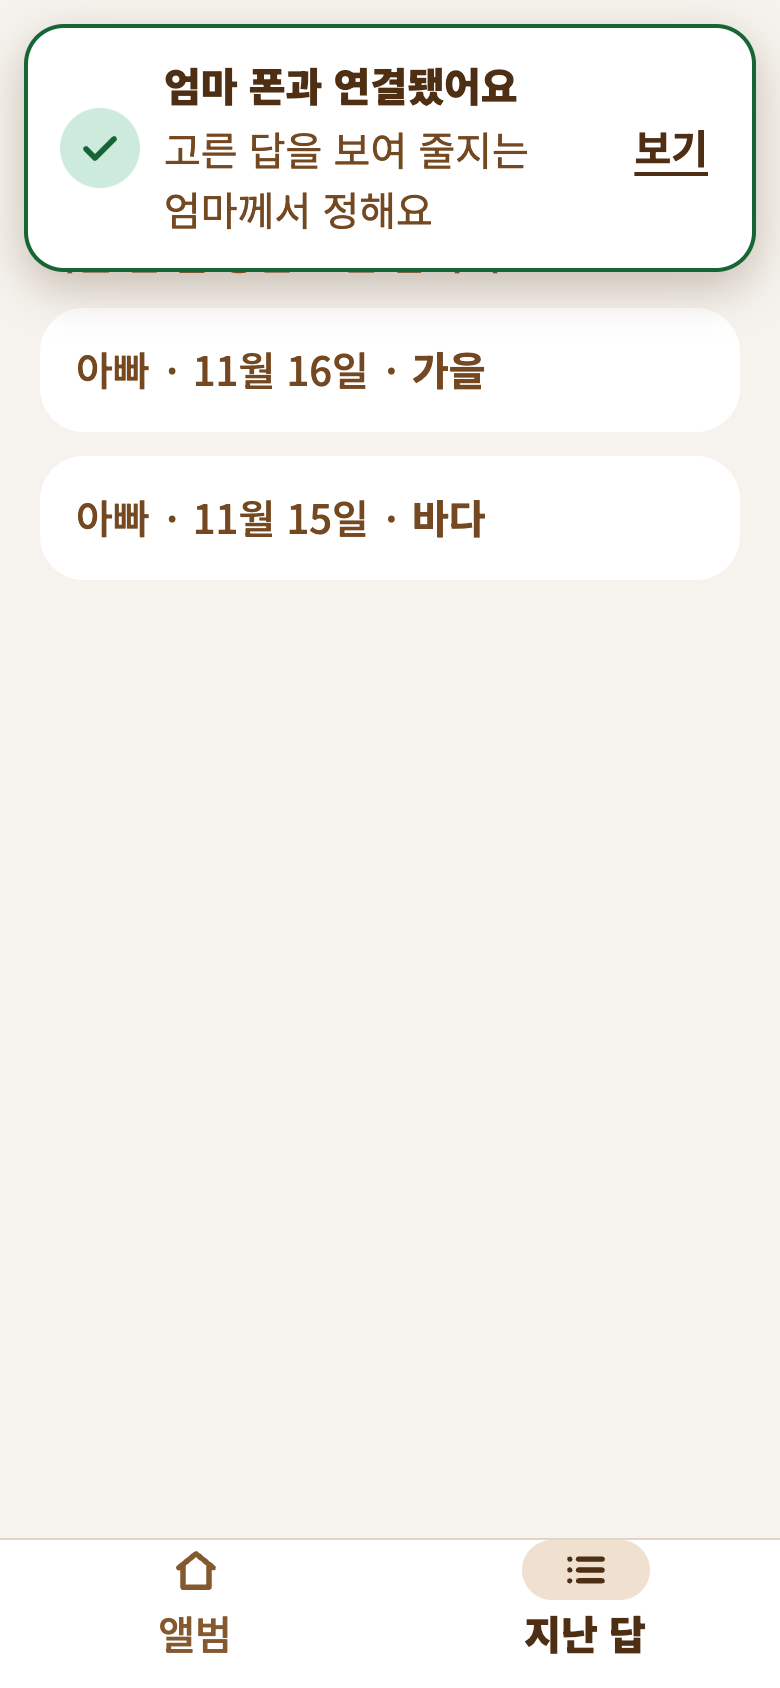 엄마 폰과 연결됐어요
고른 답을 보여 줄지는
엄마께서 정해요
보기
아빠 · 11월 16일 · 가을
아빠 · 11월 15일 · 바다
앨범
지난 답